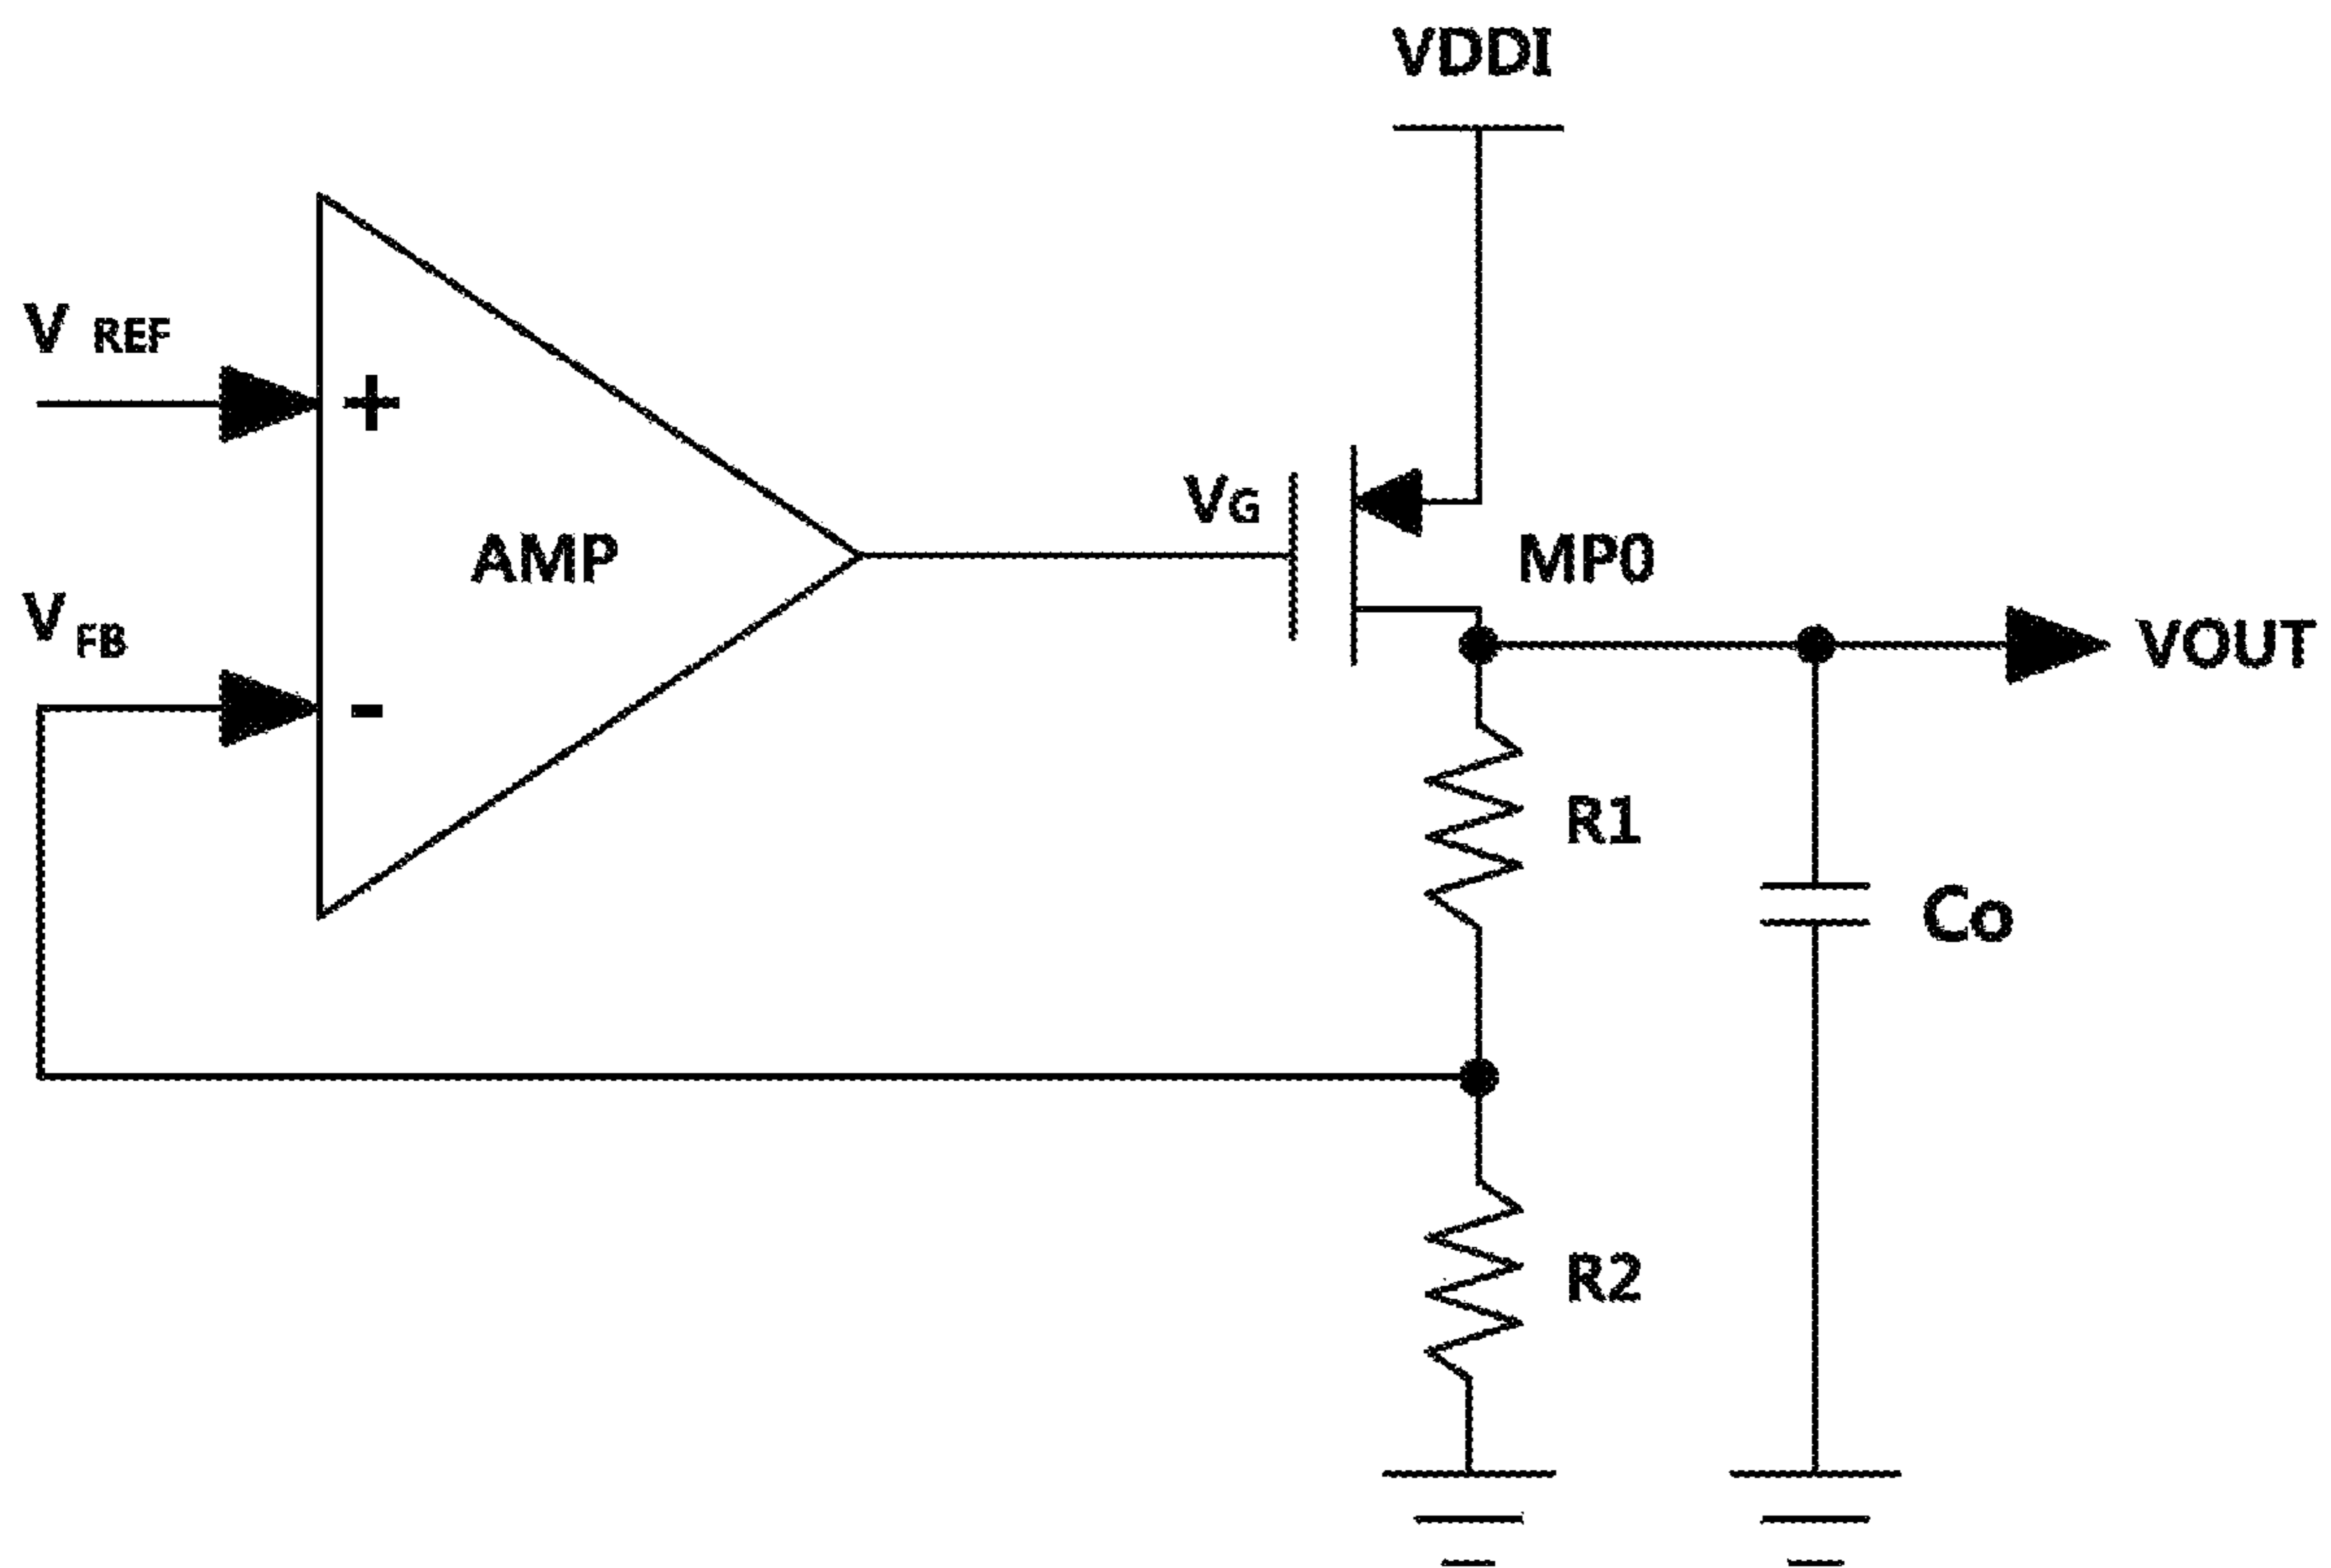 VDDI
V REF
+
VG
AMP
MP0
V FB
VOUT
-
R1
Co
R2